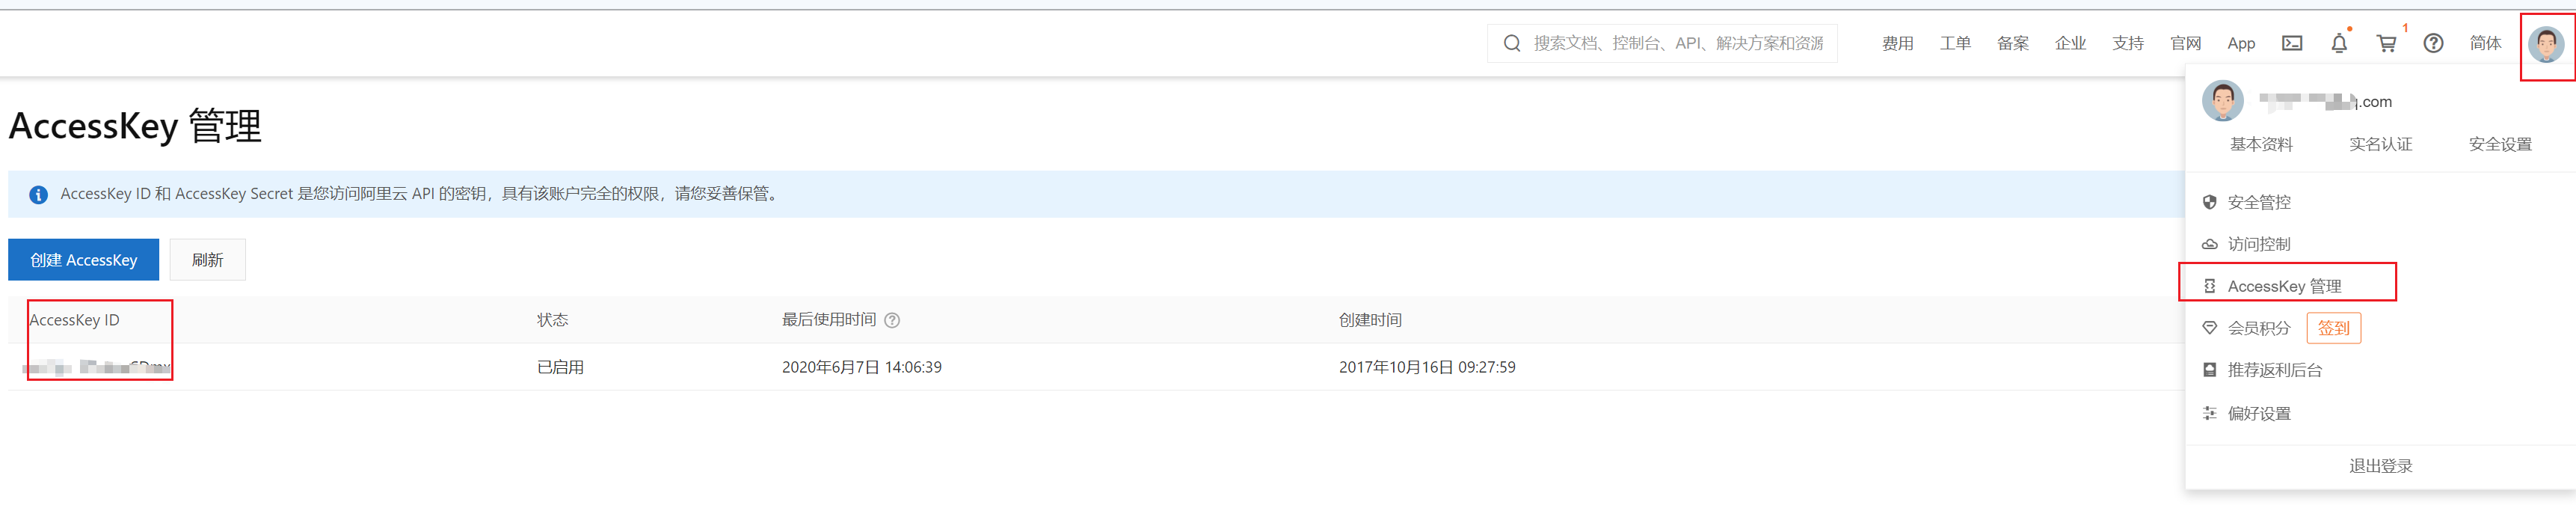 搜索文档、控制台、API、解决方案和资源
费用 工单 备案 企业 支持 官网 App 1 简体
AccessKey 管理
AccessKey ID 和 AccessKey Secret 是您访问阿里云 API 的密钥，具有该账户完全的权限，请您妥善保管。
创建 AccessKey 刷新
AccessKey ID 状态 最后使用时间 创建时间
已启用 2020年6月7日 14:06:39 2017年10月16日 09:27:59
.com
基本资料 实名认证 安全设置
安全管控
访问控制
AccessKey 管理
会员积分 签到
推荐返利后台
偏好设置
退出登录